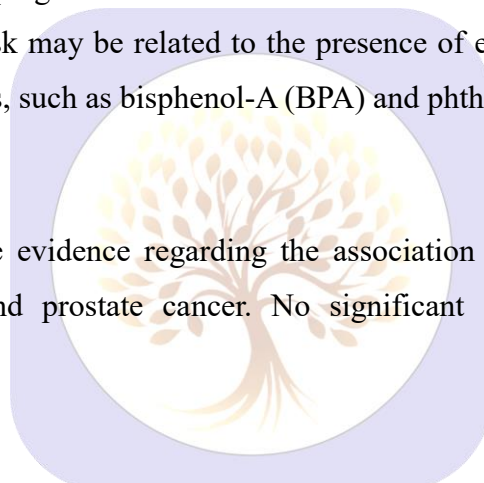 k may be related to the presence of e
, such as bisphenol-A (BPA) and phth
evidence regarding the association
nd prostate cancer. No significant